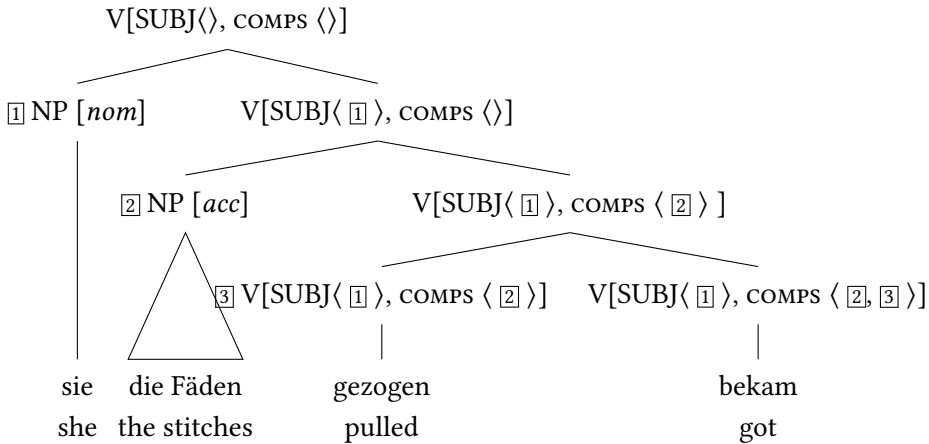 V[SUBJ⟨⟩, COMPS ⟨⟩]
1 NP [nom] V[SUBJ⟨ 1 ⟩, COMPS ⟨⟩]
2 NP [acc] V[SUBJ⟨ 1 ⟩, COMPS ⟨ 2 ⟩ ]
3 V[SUBJ⟨ 1 ⟩, COMPS ⟨ 2 ⟩] V[SUBJ⟨ 1 ⟩, COMPS ⟨ 2, 3 ⟩]
sie die Fäden gezogen bekam
she the stitches pulled got